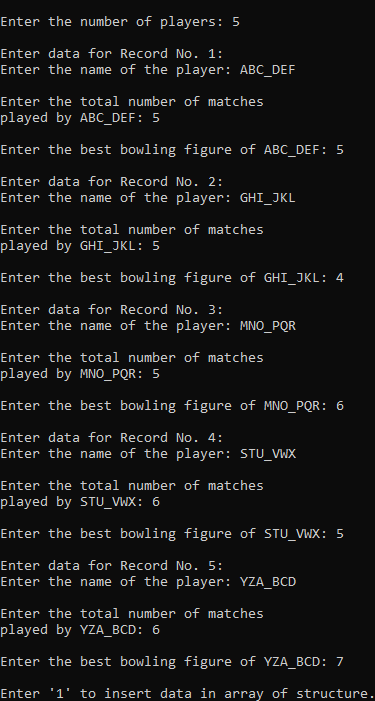 Enter the number of players: 5
Enter data for Record No. 1:
Enter the name of the player: ABC_DEF
Enter the total number of matches
played by ABC_DEF: 5
Enter the best bowling figure of ABC_DEF: 5
Enter data for Record No. 2:
Enter the name of the player: GHI_JKL
Enter the total number of matches
played by GHI_JKL: 5
Enter the best bowling figure of GHI_JKL: 4
Enter data for Record No. 3:
Enter the name of the player: MNO_PQR
Enter the total number of matches
played by MNO_PQR: 5
Enter the best bowling figure of MNO_PQR: 6
Enter data for Record No. 4:
Enter the name of the player: STU_VWX
Enter the total number of matches
played by STU_VWX: 6
Enter the best bowling figure of STU_VWX: 5
Enter data for Record No. 5:
Enter the name of the player: YZA_BCD
Enter the total number of matches
played by YZA_BCD: 6
Enter the best bowling figure of YZA_BCD: 7
Enter '1' to insert data in array of structure.